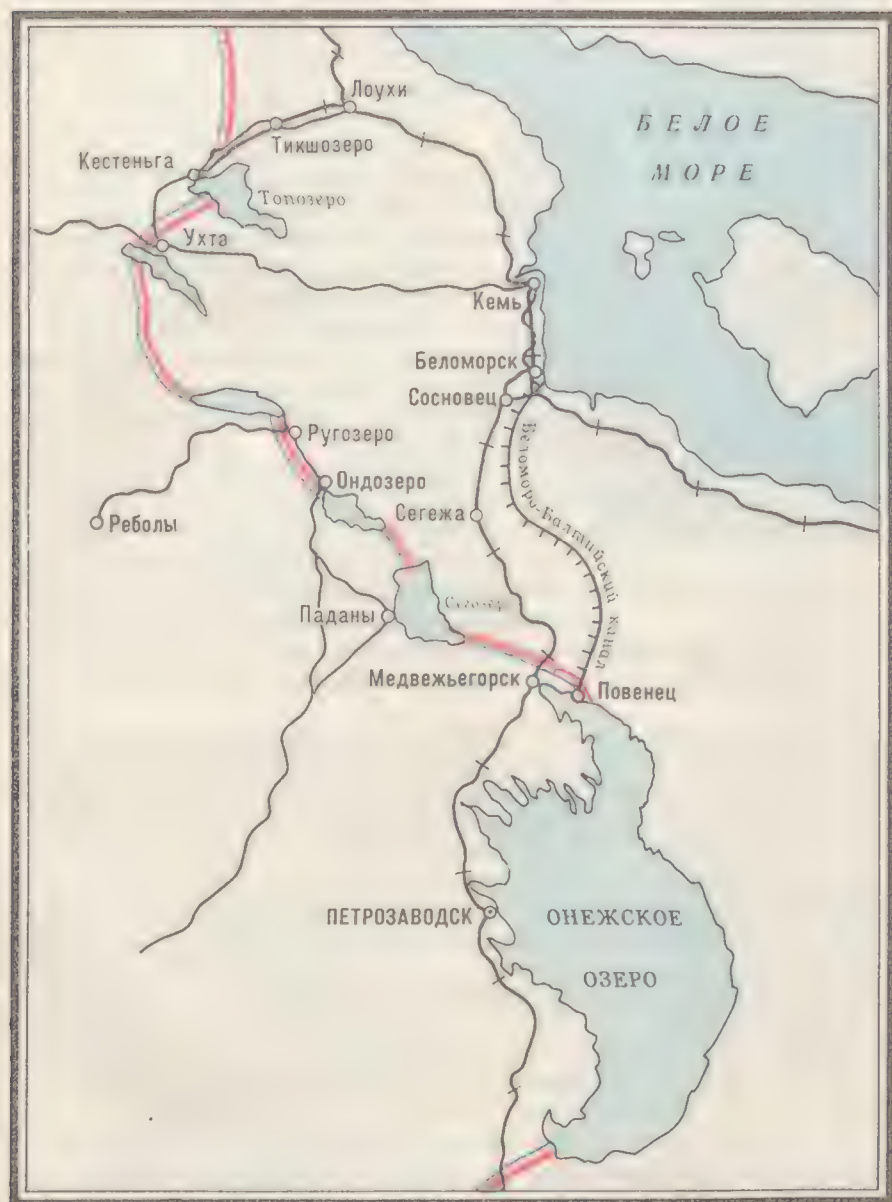 Лоухи
БЕЛОЕ
МОРЕ
Тикшозеро
Кестеньга
Топозеро
Ухта
Кемь
Беломорск
Сосновец
Ругозеро
Беломоро-Балтийский канал
Ондозеро
Сегежа
Реболы
Паданы
Медвежьегорск
Повенец
ПЕТРОЗАВОДСК
ОНЕЖСКОЕ
ОЗЕРО